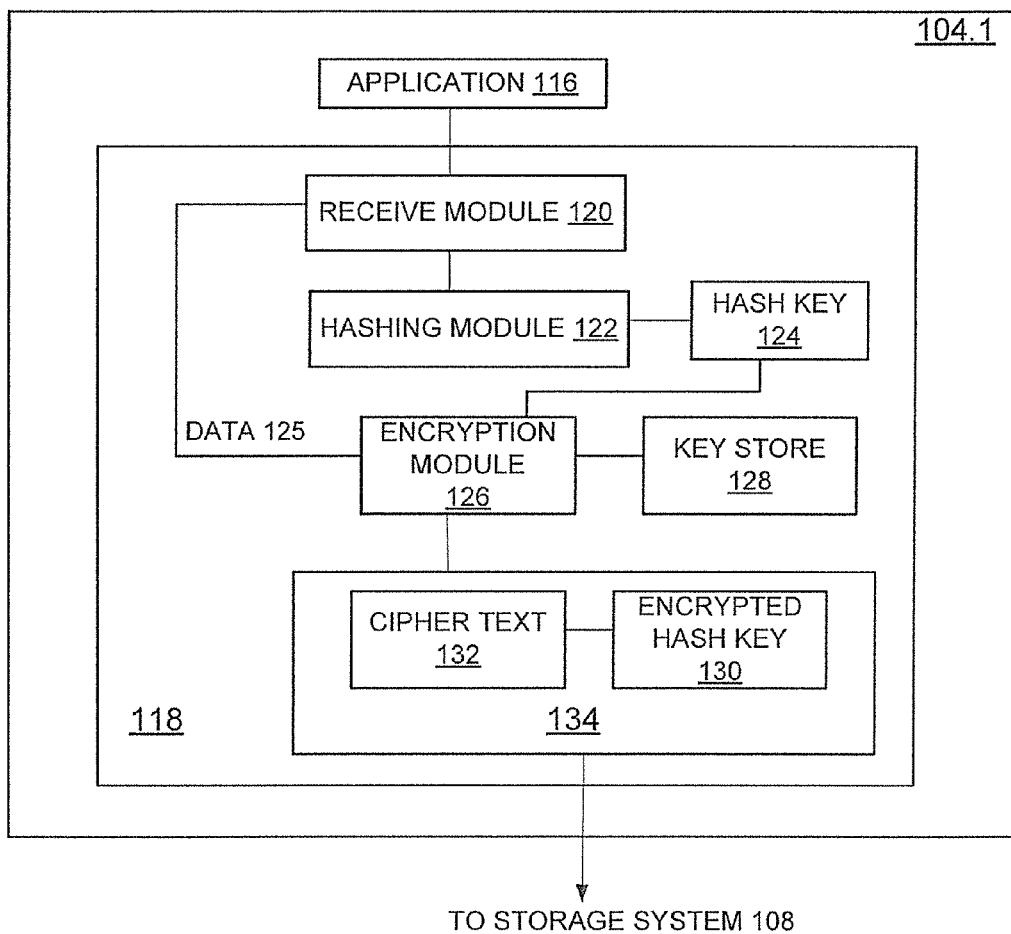 104.1
APPLICATION 116
RECEIVE MODULE 120
HASHING MODULE 122
HASH KEY
124
DATA 125
ENCRYPTION
MODULE
126
KEY STORE
128
CIPHER TEXT
132
ENCRYPTED
HASH KEY
130
118
134
TO STORAGE SYSTEM 108